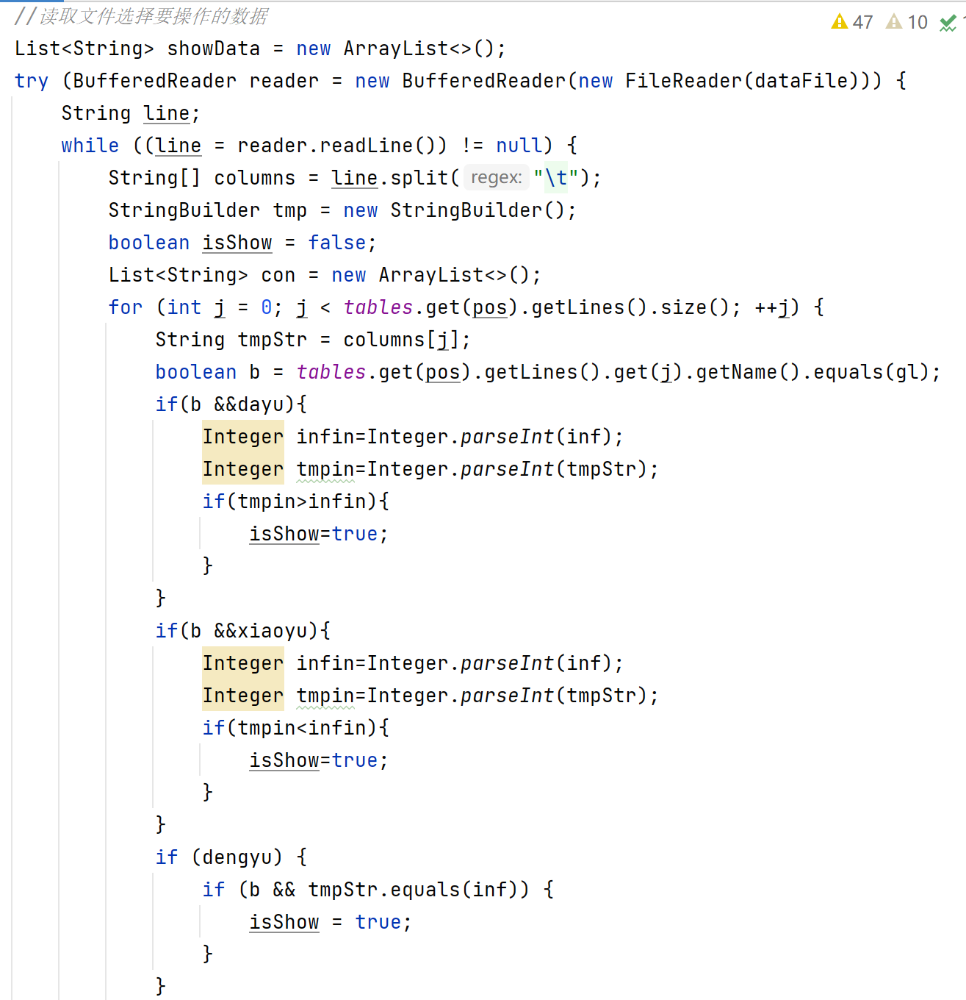 //读取文件选择要操作的数据
47 10
List<String> showData = new ArrayList<>();
try (BufferedReader reader = new BufferedReader(new FileReader(dataFile))) {
String line;
while ((line = reader.readLine()) != null) {
String[] columns = line.split( regex: "\t");
StringBuilder tmp = new StringBuilder();
boolean isShow = false;
List<String> con = new ArrayList<>();
for (int j = 0; j < tables.get(pos).getLines().size(); ++j) {
String tmpStr = columns[j];
boolean b = tables.get(pos).getLines().get(j).getName().equals(gl);
if(b &&dayu){
Integer infin=Integer.parseInt(inf);
Integer tmpin=Integer.parseInt(tmpStr);
if(tmpin>infin){
isShow=true;
}
}
if(b &&xiaoyu){
Integer infin=Integer.parseInt(inf);
Integer tmpin=Integer.parseInt(tmpStr);
if(tmpin<infin){
isShow=true;
}
}
if (dengyu) {
if (b && tmpStr.equals(inf)) {
isShow = true;
}
}